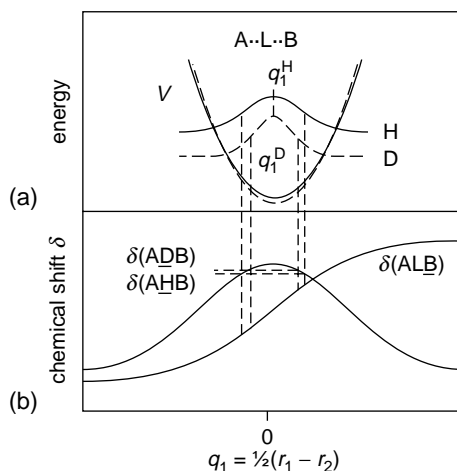 A··L··B
q₁ᴴ
V
energy
H
D
q₁ᴰ
(a)
δ(ADB)
δ(AHB)
δ(ALB)
chemical shift δ
(b)
0
q₁ = ½(r₁ − r₂)